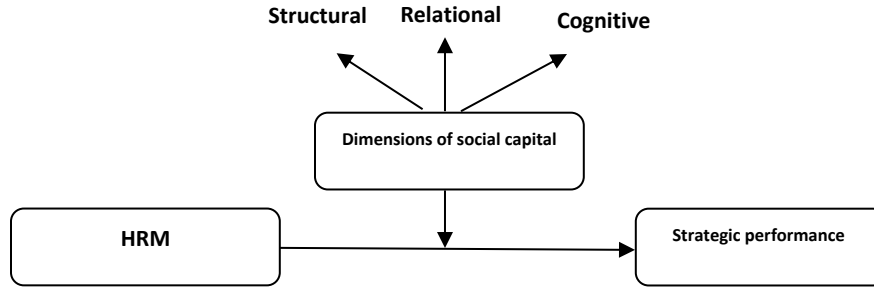 Structural Relational Cognitive
Dimensions of social capital
HRM
Strategic performance